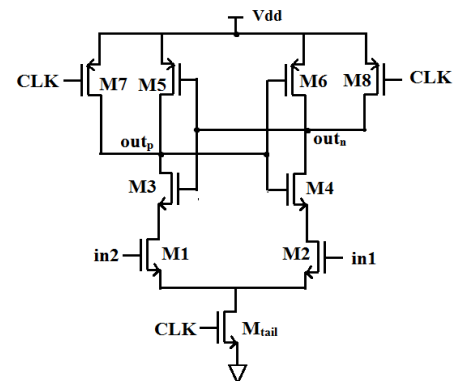 Vdd
CLK M7 M5 M6 M8 CLK
outp outn
M3 M4
in2 M1 M2 in1
CLK Mtail